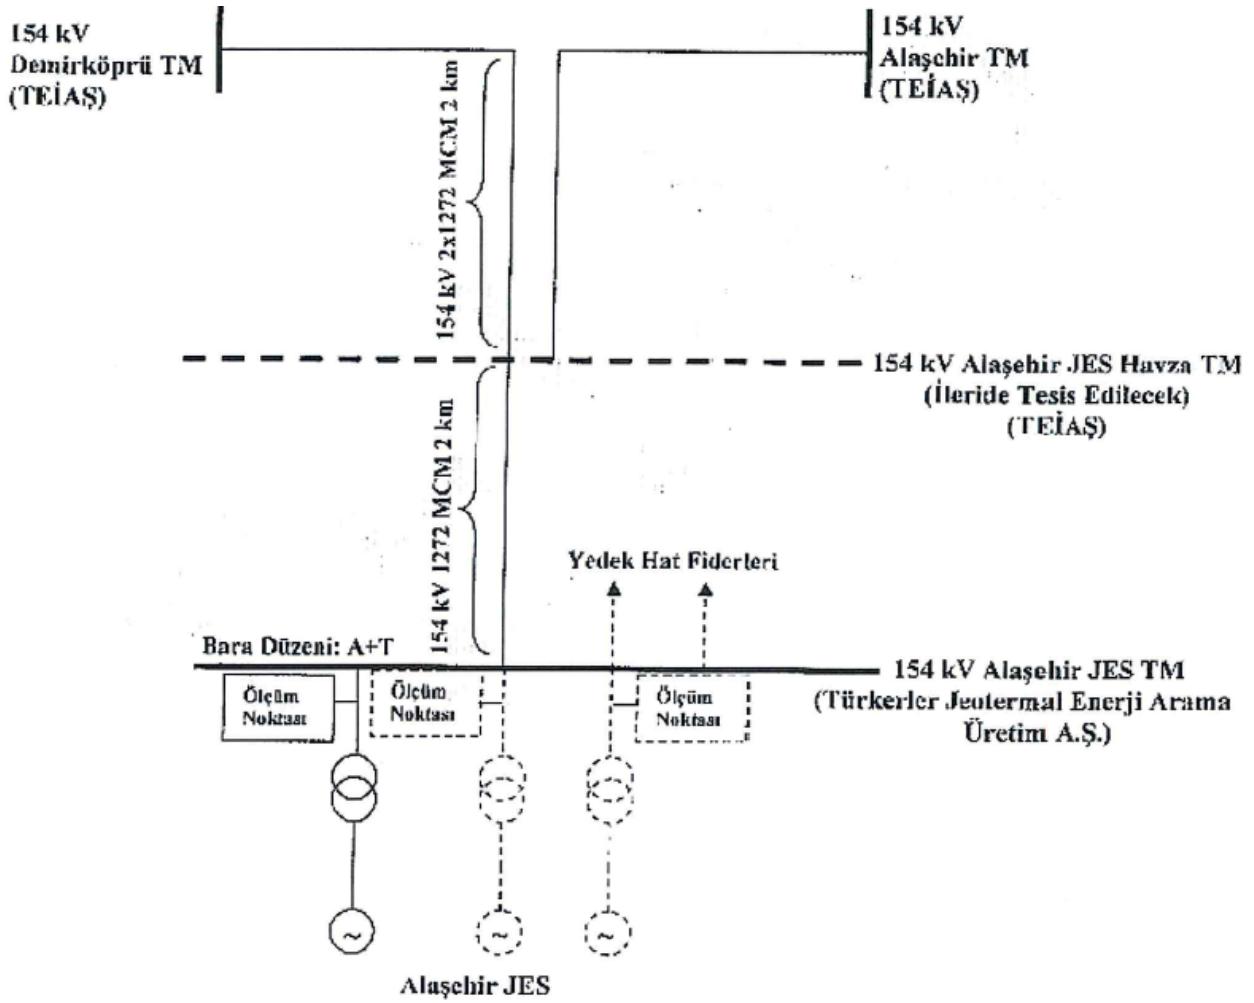 154 kV
Demirköprü TM
(TEİAŞ)
154 kV
Alaşehir TM
(TEİAŞ)
154 kV 2x1272 MCM 2 km
154 kV Alaşehir JES Havza TM
(İleride Tesis Edilecek)
(TEİAŞ)
154 kV 1272 MCM 2 km
Yedek Hat Fiderleri
Bara Düzeni: A+T
154 kV Alaşehir JES TM
(Türkerler Jeotermal Enerji Arama
Üretim A.Ş.)
Ölçüm
Noktası
Ölçüm
Noktası
Ölçüm
Noktası
~
~
~
Alaşehir JES